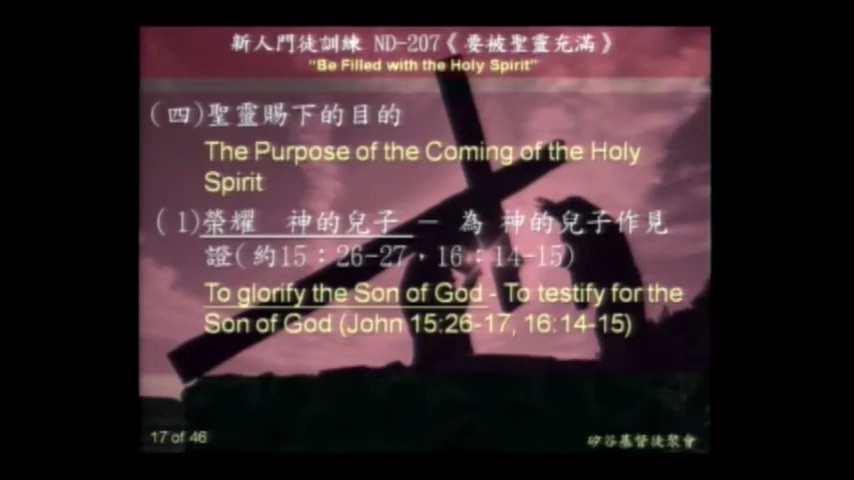 新人門徒訓練 ND-207《要被聖靈充滿》
“Be Filled with the Holy Spirit”
(四)聖靈賜下的目的
The Purpose of the Coming of the Holy
Spirit
(1)榮耀 神的兒子 － 為 神的兒子作見
證(約15：26-27，16：14-15)
To glorify the Son of God - To testify for the
Son of God (John 15:26-17, 16:14-15)
17 of 46
矽谷基督徒聚會